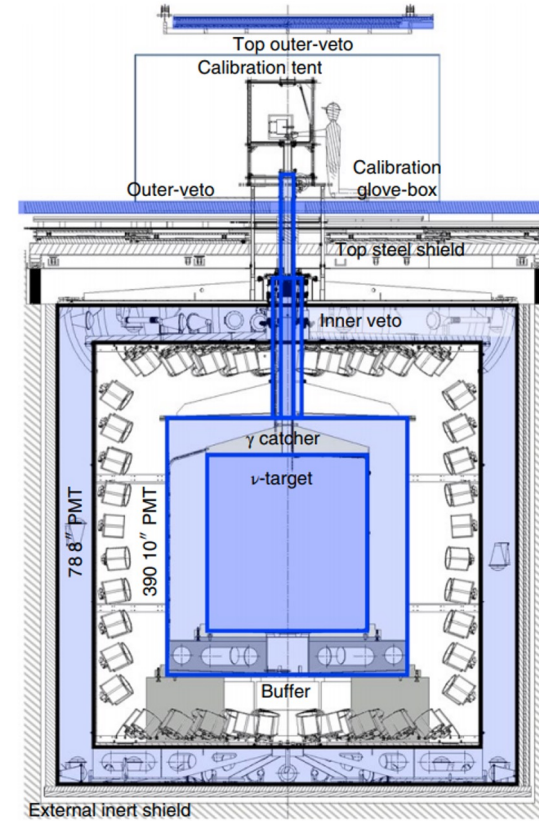 Top outer-veto
Calibration tent
Calibration
glove-box
Outer-veto
Top steel shield
Inner veto
γ catcher
ν-target
78 8″ PMT
390 10″ PMT
Buffer
External inert shield